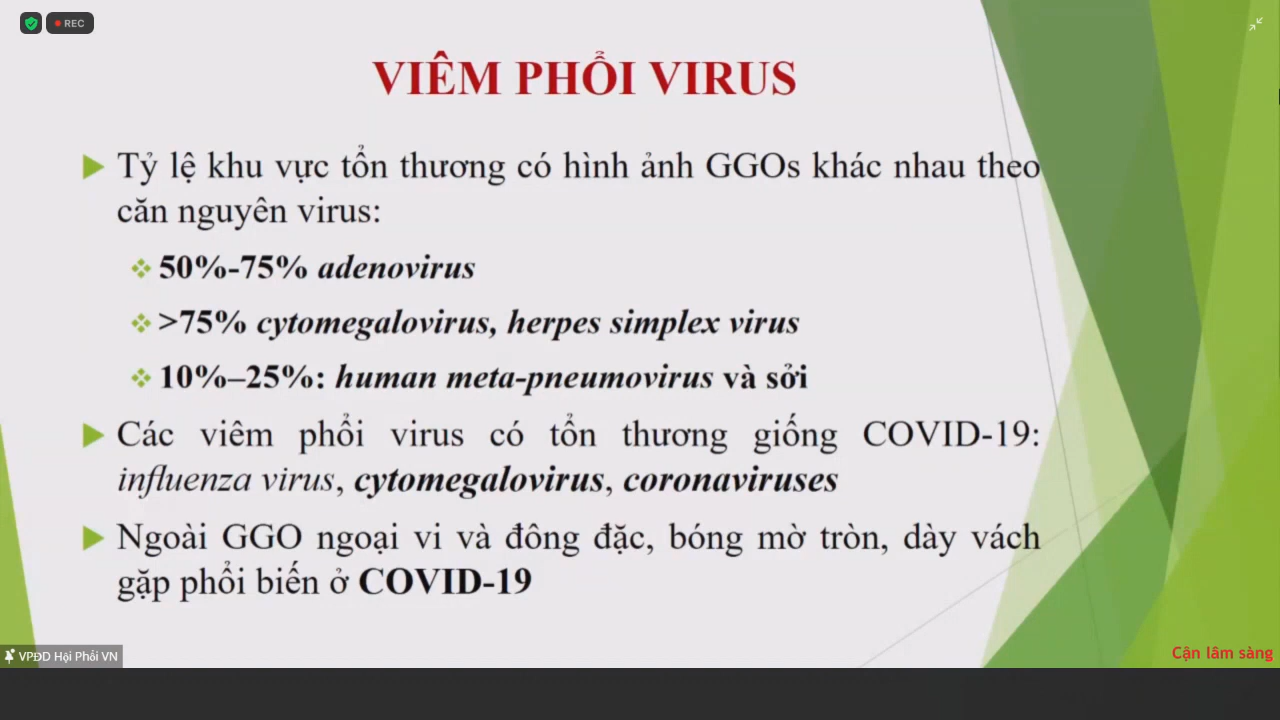 REC
VIÊM PHỔI VIRUS
Tỷ lệ khu vực tổn thương có hình ảnh GGOs khác nhau theo
căn nguyên virus:
50%-75% adenovirus
>75% cytomegalovirus, herpes simplex virus
10%–25%: human meta-pneumovirus và sởi
Các viêm phổi virus có tổn thương giống COVID-19:
influenza virus, cytomegalovirus, coronaviruses
Ngoài GGO ngoại vi và đông đặc, bóng mờ tròn, dày vách
gặp phổi biến ở COVID-19
VPĐD Hội Phổi VN
Cận lâm sàng